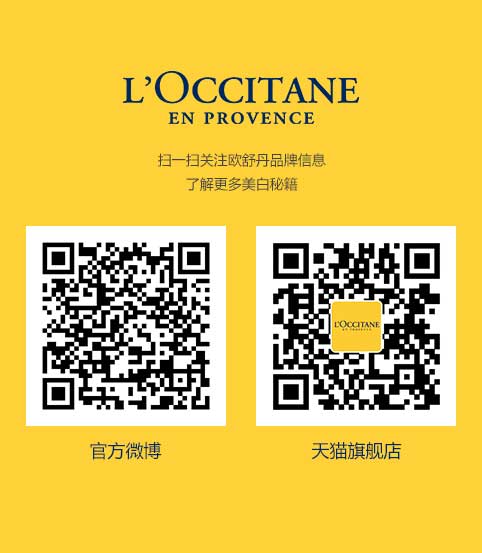 L'OCCITANE
EN PROVENCE
扫一扫关注欧舒丹品牌信息
了解更多美白秘籍
L'OCCITANE
EN PROVENCE
官方微博
天猫旗舰店